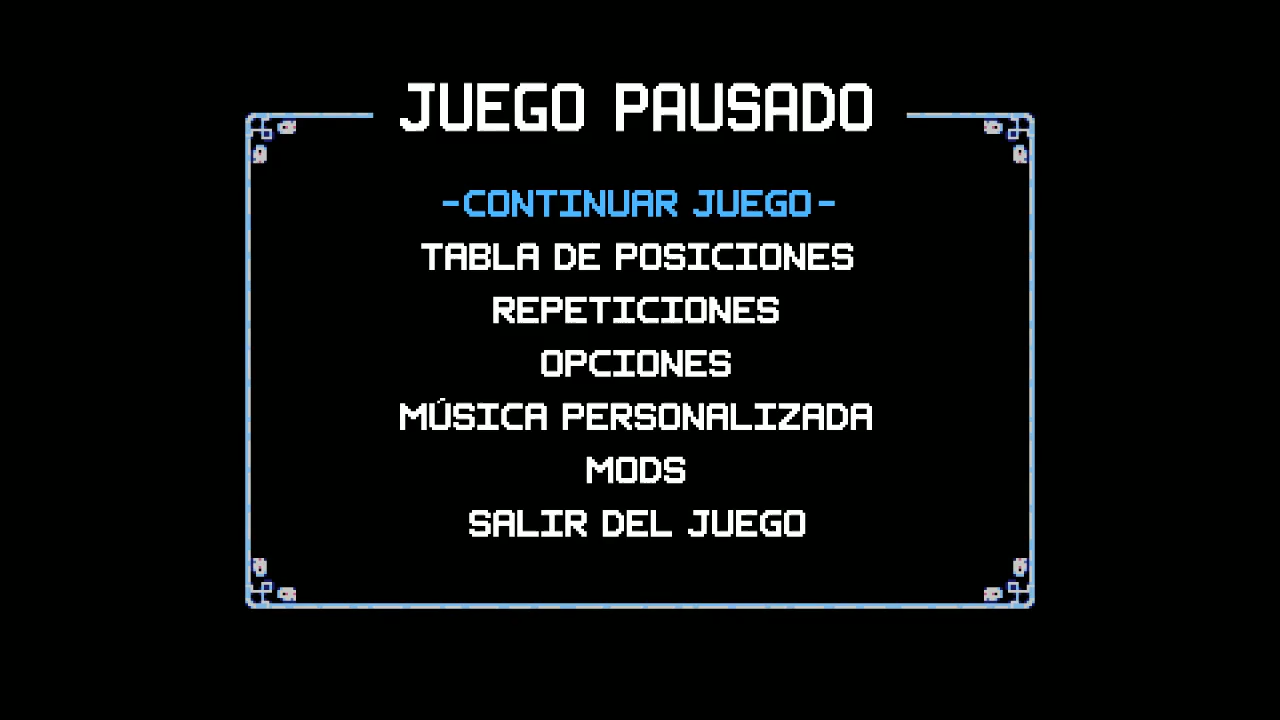 JUEGO PAUSADO
-CONTINUAR JUEGO-
TABLA DE POSICIONES
REPETICIONES
OPCIONES
MÚSICA PERSONALIZADA
MODS
SALIR DEL JUEGO